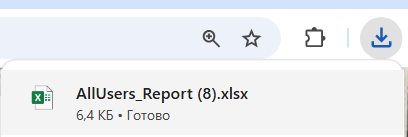 AllUsers_Report (8).xlsx
6,4 КБ • Готово